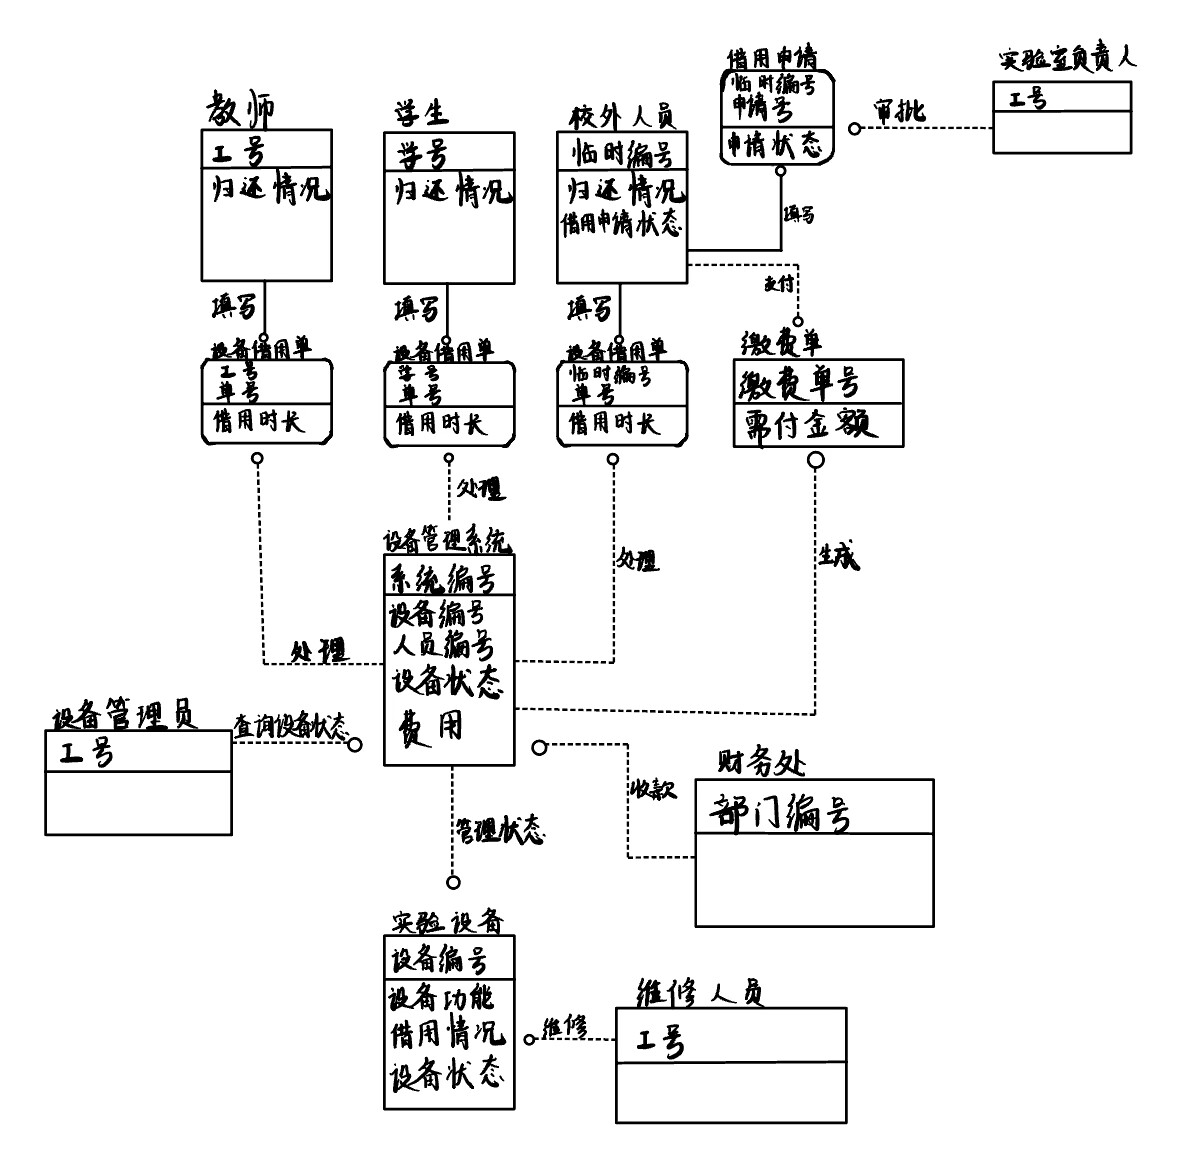 借用申请
临时编号
申请号
申请状态
审批
实验室负责人
工号
教师
工号
归还情况
学生
学号
归还情况
校外人员
临时编号
归还情况
借用申请状态
填写
支付
填写
填写
填写
设备借用单
工号
单号
借用时长
设备借用单
学号
单号
借用时长
设备借用单
临时编号
单号
借用时长
缴费单
缴费单号
需付金额
处理
设备管理系统
系统编号
设备编号
人员编号
设备状态
费用
处理
生成
处理
设备管理员
工号
查询设备状态
收款
财务处
部门编号
管理状态
实验设备
设备编号
设备功能
借用情况
设备状态
维修
维修人员
工号